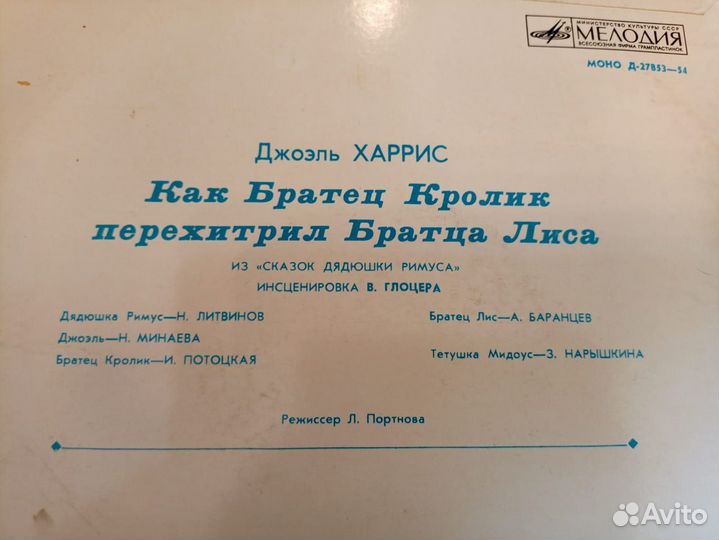 МИНИСТЕРСТВО КУЛЬТУРЫ СССР
МЕЛОДИЯ
ВСЕСОЮЗНАЯ ФИРМА ГРАМПЛАСТИНОК
МОНО Д-27853—54
Джоэль ХАРРИС
Как Братец Кролик
перехитрил Братца Лиса
ИЗ «СКАЗОК ДЯДЮШКИ РИМУСА»
ИНСЦЕНИРОВКА В. ГЛОЦЕРА
Дядюшка Римус—Н. ЛИТВИНОВ
Джоэль—Н. МИНАЕВА
Братец Кролик—И. ПОТОЦКАЯ
Братец Лис—А. БАРАНЦЕВ
Тетушка Мидоус—З. НАРЫШКИНА
Режиссер Л. Портнова
Avito